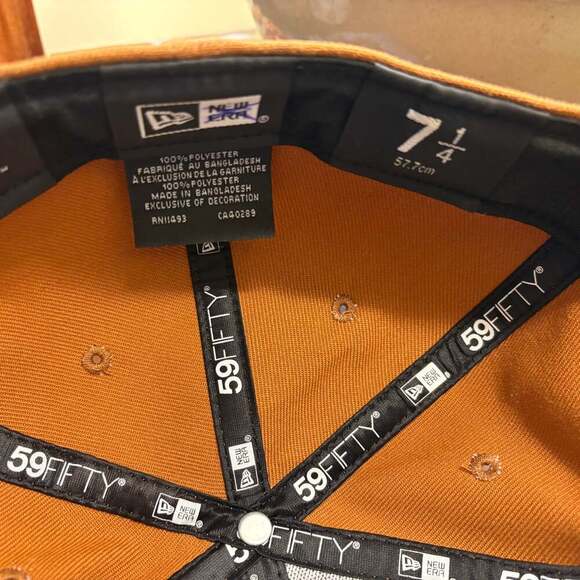 NEW
ERA®
7 1/4
57.7cm
100% POLYESTER
FABRIQUÉ AU BANGLADESH
À L'EXCLUSION DE LA GARNITURE
100% POLYESTER
MADE IN BANGLADESH
EXCLUSIVE OF DECORATION
RN11493 CA40289
59FIFTY®
NEW
ERA
59FIFTY®
NEW
ERA
59FIFTY®
59FIFTY®
NEW
ERA
FIFTY®
NEW
ERA